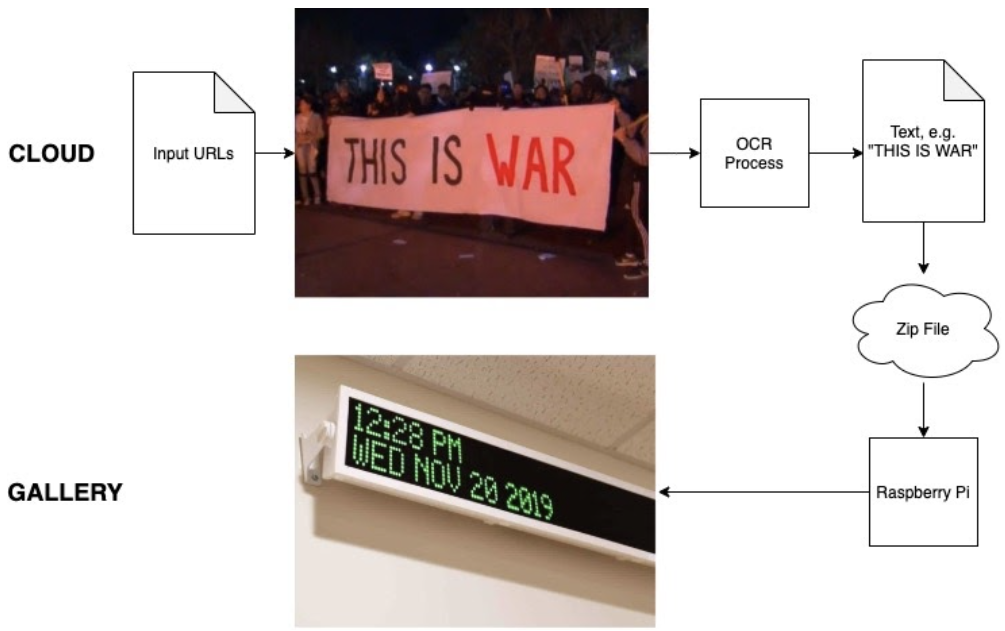 CLOUD
Input URLs
THIS IS WAR
OCR
Process
Text, e.g.
"THIS IS WAR"
Zip File
GALLERY
12:28 PM
WED NOV 20 2019
Raspberry Pi